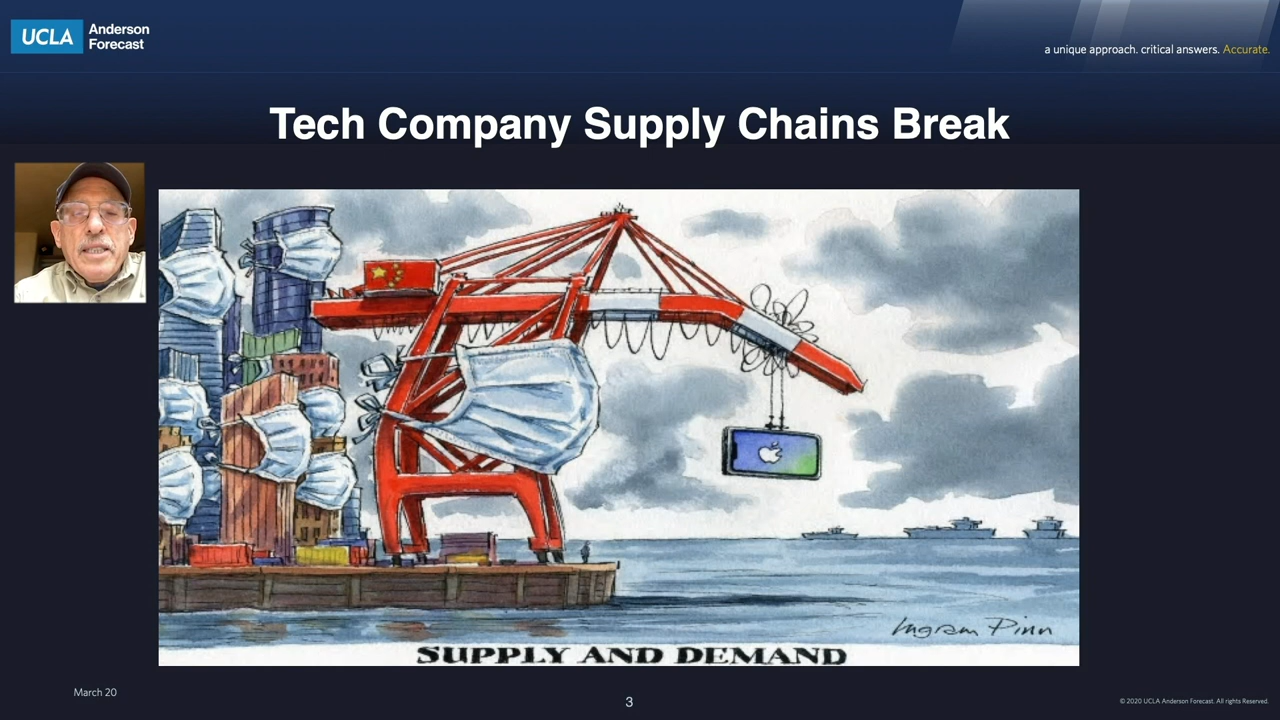 UCLA Anderson
Forecast
a unique approach. critical answers. Accurate.
Tech Company Supply Chains Break
Ingram Pinn
SUPPLY AND DEMAND
March 20
3
© 2020 UCLA Anderson Forecast. All rights Reserved.